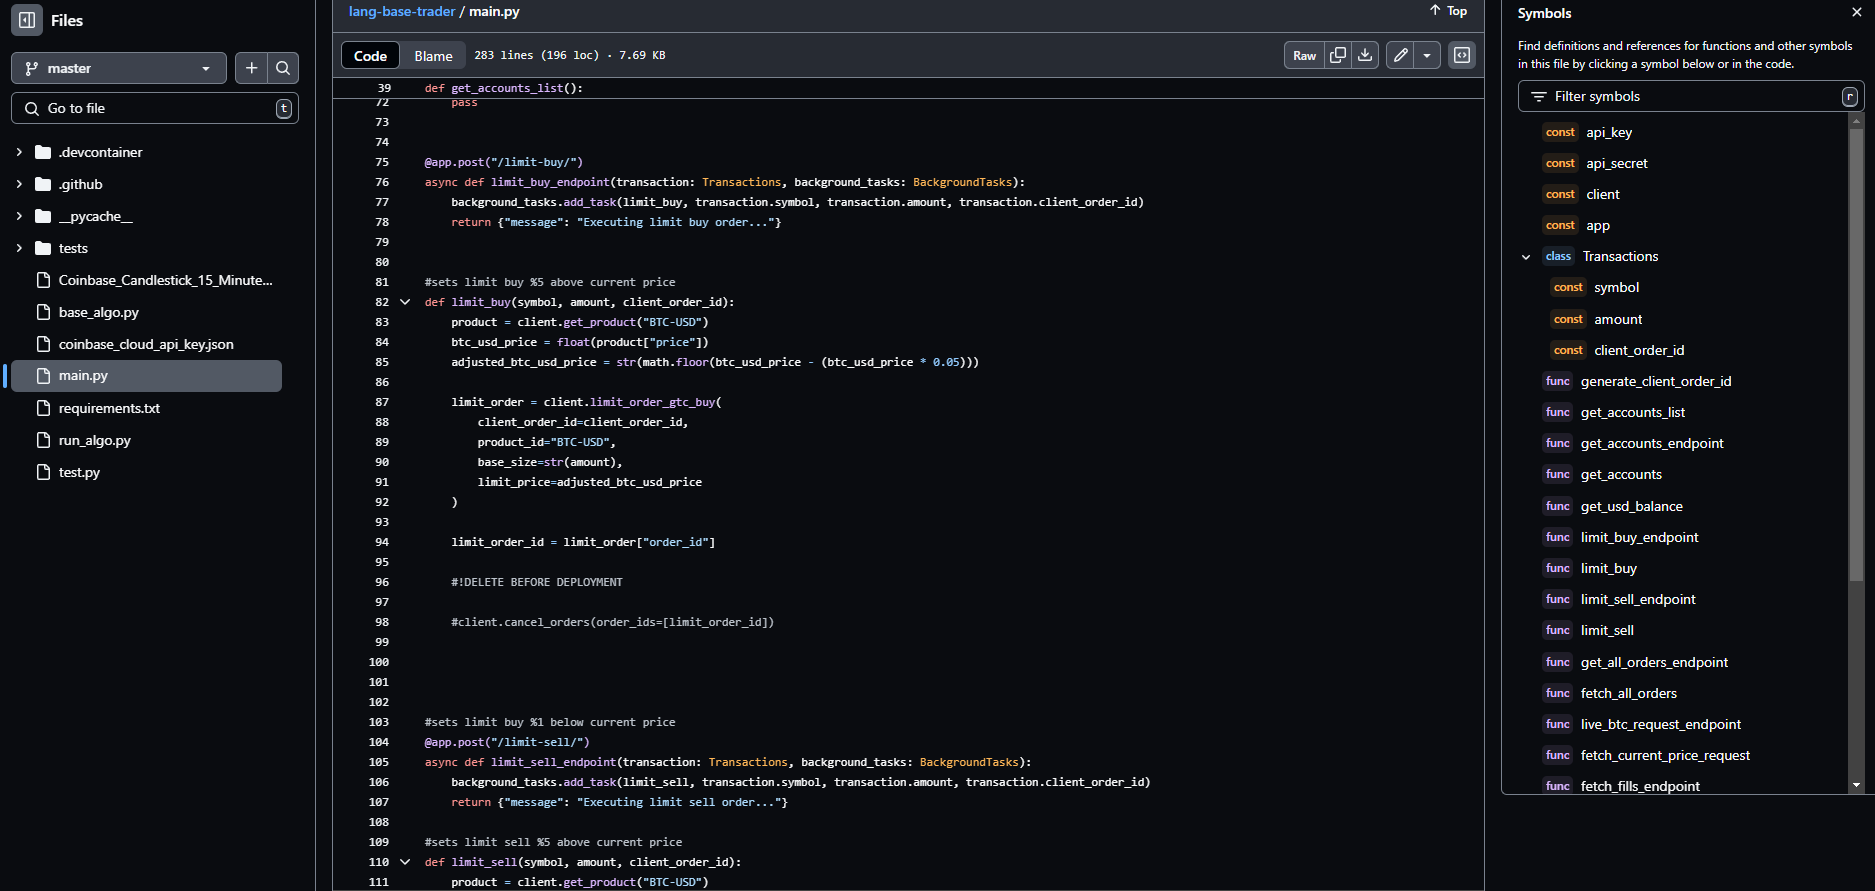 Files
master
Go to file
t
.devcontainer
.github
__pycache__
tests
Coinbase_Candlestick_15_Minute...
base_algo.py
coinbase_cloud_api_key.json
main.py
requirements.txt
run_algo.py
test.py
lang-base-trader / main.py
Top
Code Blame 283 lines (196 loc) · 7.69 KB
Raw
39 def get_accounts_list():
72 pass
73
74
75 @app.post("/limit-buy/")
76 async def limit_buy_endpoint(transaction: Transactions, background_tasks: BackgroundTasks):
77 background_tasks.add_task(limit_buy, transaction.symbol, transaction.amount, transaction.client_order_id)
78 return {"message": "Executing limit buy order..."}
79
80
81 #sets limit buy %5 above current price
82 def limit_buy(symbol, amount, client_order_id):
83 product = client.get_product("BTC-USD")
84 btc_usd_price = float(product["price"])
85 adjusted_btc_usd_price = str(math.floor(btc_usd_price - (btc_usd_price * 0.05)))
86
87 limit_order = client.limit_order_gtc_buy(
88 client_order_id=client_order_id,
89 product_id="BTC-USD",
90 base_size=str(amount),
91 limit_price=adjusted_btc_usd_price
92 )
93
94 limit_order_id = limit_order["order_id"]
95
96 #!DELETE BEFORE DEPLOYMENT
97
98 #client.cancel_orders(order_ids=[limit_order_id])
99
100
101
102
103 #sets limit buy %1 below current price
104 @app.post("/limit-sell/")
105 async def limit_sell_endpoint(transaction: Transactions, background_tasks: BackgroundTasks):
106 background_tasks.add_task(limit_sell, transaction.symbol, transaction.amount, transaction.client_order_id)
107 return {"message": "Executing limit sell order..."}
108
109 #sets limit sell %5 above current price
110 def limit_sell(symbol, amount, client_order_id):
111 product = client.get_product("BTC-USD")
Symbols
Find definitions and references for functions and other symbols
in this file by clicking a symbol below or in the code.
Filter symbols
r
const api_key
const api_secret
const client
const app
class Transactions
const symbol
const amount
const client_order_id
func generate_client_order_id
func get_accounts_list
func get_accounts_endpoint
func get_accounts
func get_usd_balance
func limit_buy_endpoint
func limit_buy
func limit_sell_endpoint
func limit_sell
func get_all_orders_endpoint
func fetch_all_orders
func live_btc_request_endpoint
func fetch_current_price_request
func fetch_fills_endpoint